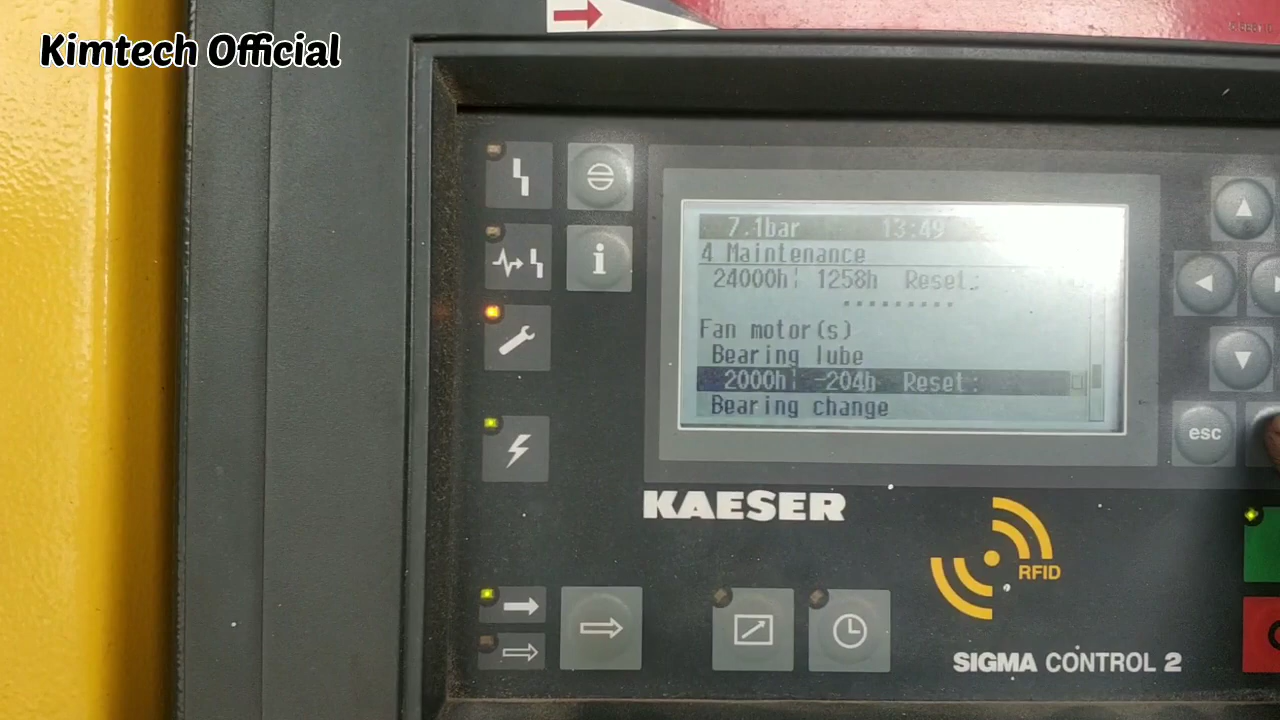 Kimtech Official
7.1bar 13:49
4 Maintenance
24000h¦ 1258h Reset:
Fan motor(s)
Bearing lube
2000h¦ -204h Reset:
Bearing change
i
esc
KAESER
RFID
SIGMA CONTROL 2